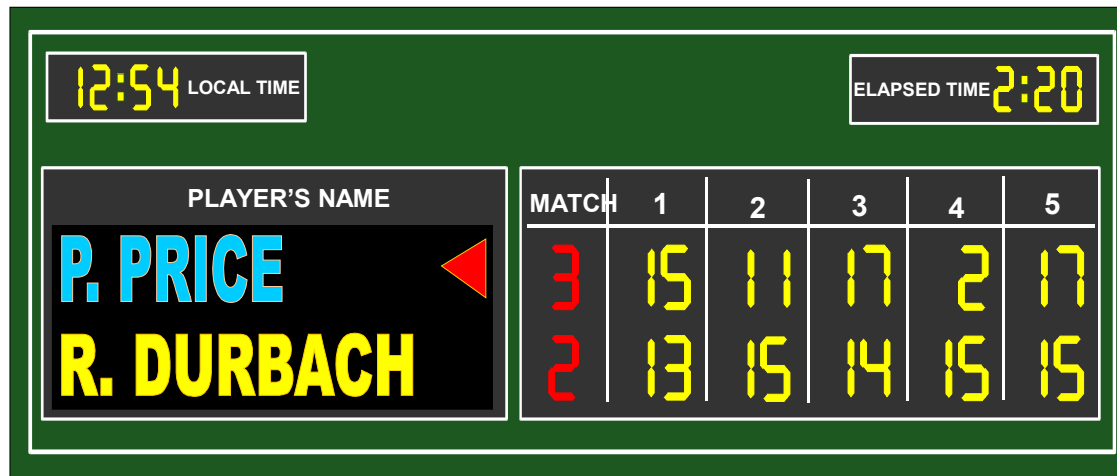 12:54 LOCAL TIME
ELAPSED TIME 2:20
PLAYER'S NAME
P. PRICE
R. DURBACH
MATCH 1 2 3 4 5
3 15 11 17 2 17
2 13 15 14 15 15